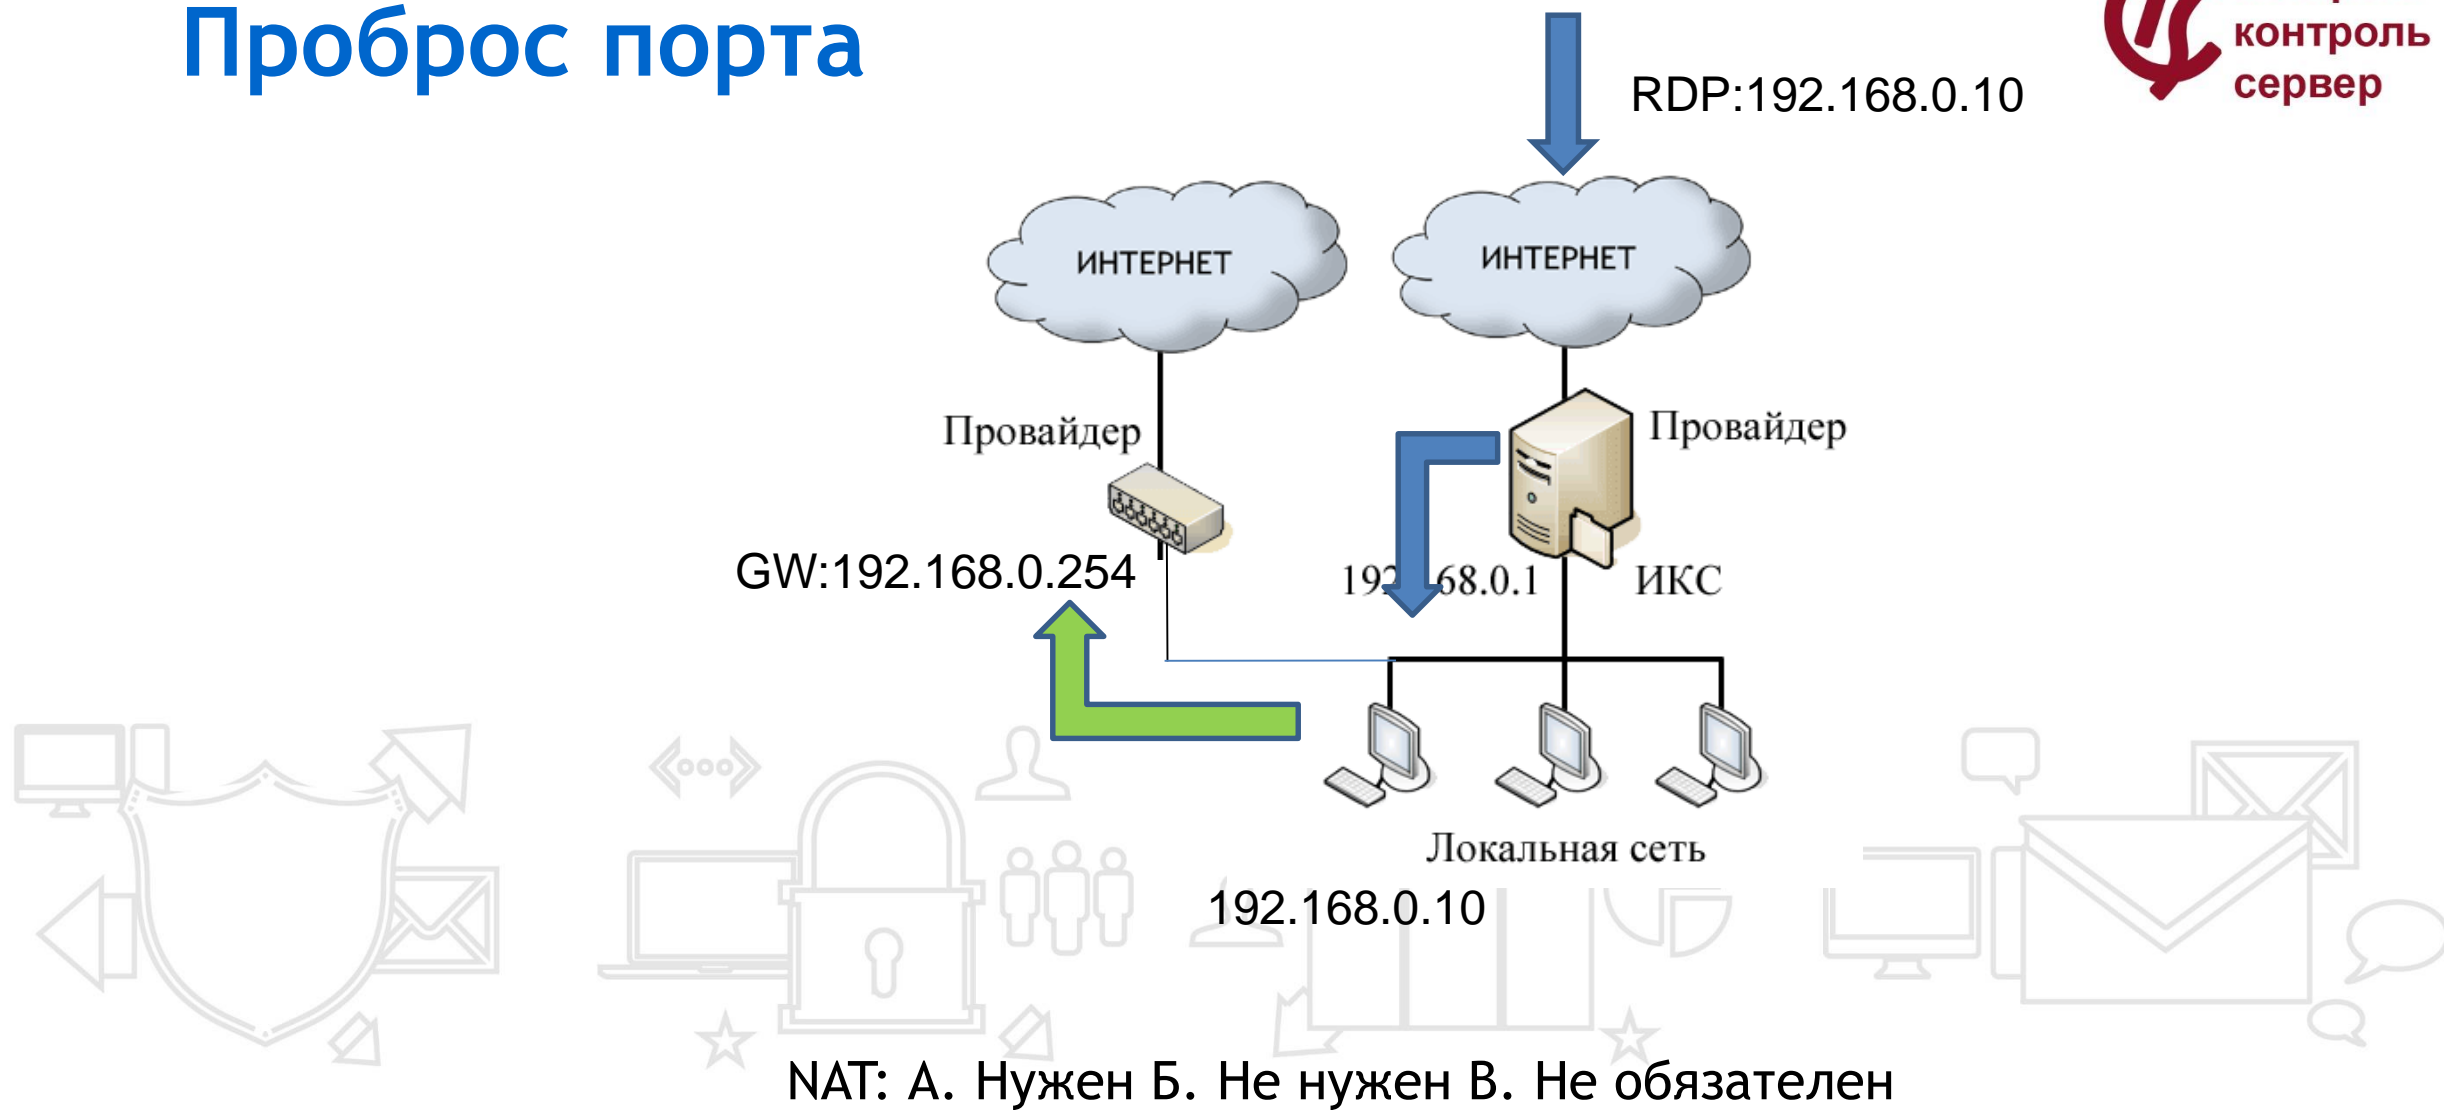 Проброс порта
контроль
сервер
RDP:192.168.0.10
ИНТЕРНЕТ
ИНТЕРНЕТ
Провайдер
Провайдер
GW:192.168.0.254
ИКС
Локальная сеть
192.168.0.10
NAT: А. Нужен Б. Не нужен В. Не обязателен